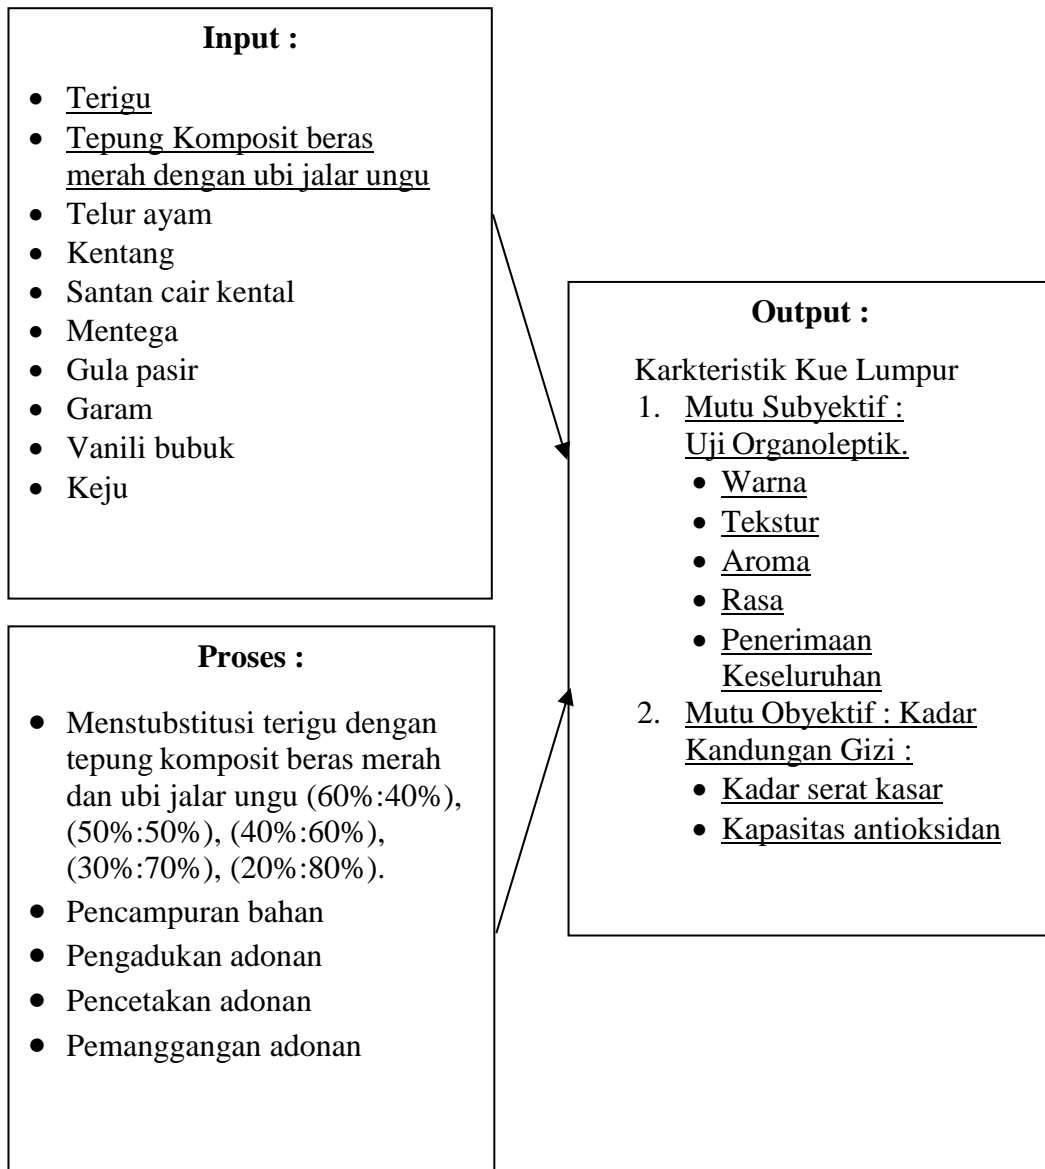 Input :
• Terigu
• Tepung Komposit beras
merah dengan ubi jalar ungu
• Telur ayam
• Kentang
• Santan cair kental
• Mentega
• Gula pasir
• Garam
• Vanili bubuk
• Keju
Proses :
• Menstubstitusi terigu dengan
tepung komposit beras merah
dan ubi jalar ungu (60%:40%),
(50%:50%), (40%:60%),
(30%:70%), (20%:80%).
• Pencampuran bahan
• Pengadukan adonan
• Pencetakan adonan
• Pemanggangan adonan
Output :
Karkteristik Kue Lumpur
1. Mutu Subyektif :
Uji Organoleptik.
• Warna
• Tekstur
• Aroma
• Rasa
• Penerimaan
Keseluruhan
2. Mutu Obyektif : Kadar
Kandungan Gizi :
• Kadar serat kasar
• Kapasitas antioksidan